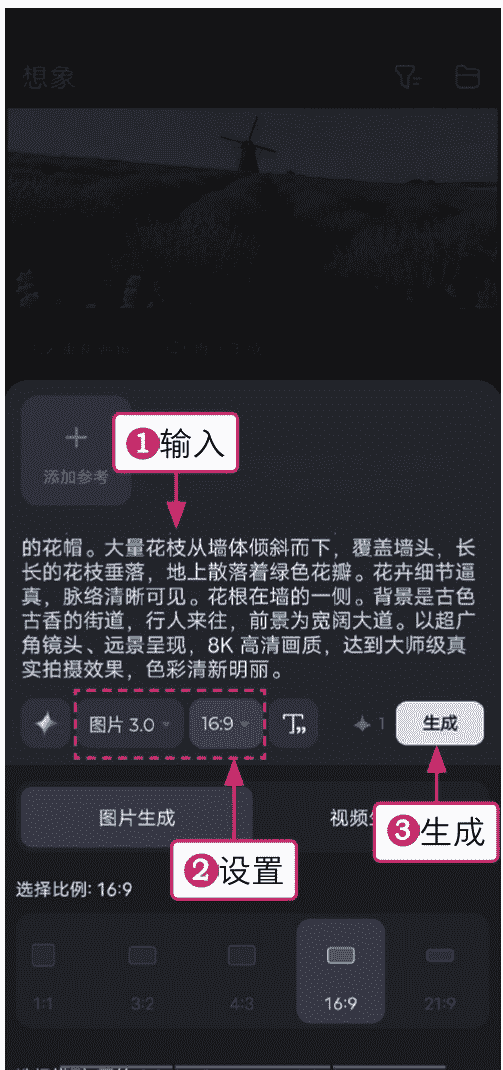 想象
添加参考
❶输入
的花帽。大量花枝从墙体倾斜而下，覆盖墙头，长
长的花枝垂落，地上散落着绿色花瓣。花卉细节逼
真，脉络清晰可见。花根在墙的一侧。背景是古色
古香的街道，行人来往，前景为宽阔大道。以超广
角镜头、远景呈现，8K 高清画质，达到大师级真
实拍摄效果，色彩清新明丽。
图片 3.0
16:9
1
生成
图片生成
视频
❷设置
❸生成
选择比例: 16:9
1:1
3:2
4:3
16:9
21:9